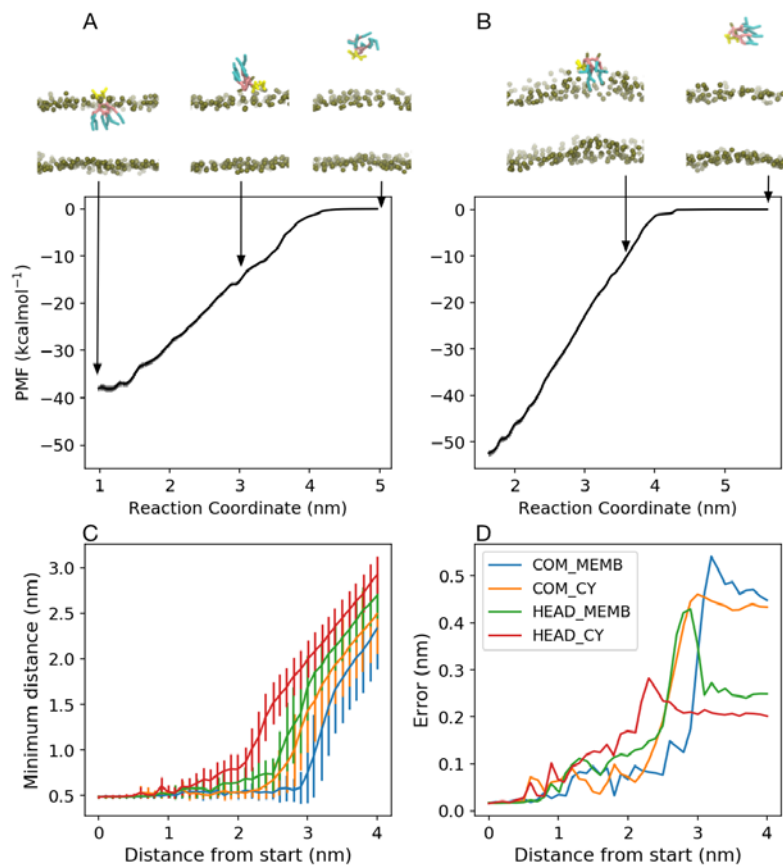 A
B
0
−10
−20
−30
−40
−50
PMF (kcalmol⁻¹)
1 2 3 4 5
Reaction Coordinate (nm)
0
−10
−20
−30
−40
−50
2 3 4 5
Reaction Coordinate (nm)
C
3.0
2.5
2.0
1.5
1.0
0.5
Minimum distance (nm)
0 1 2 3 4
Distance from start (nm)
D
COM_MEMB
COM_CY
HEAD_MEMB
HEAD_CY
0.5
0.4
0.3
0.2
0.1
0.0
Error (nm)
0 1 2 3 4
Distance from start (nm)